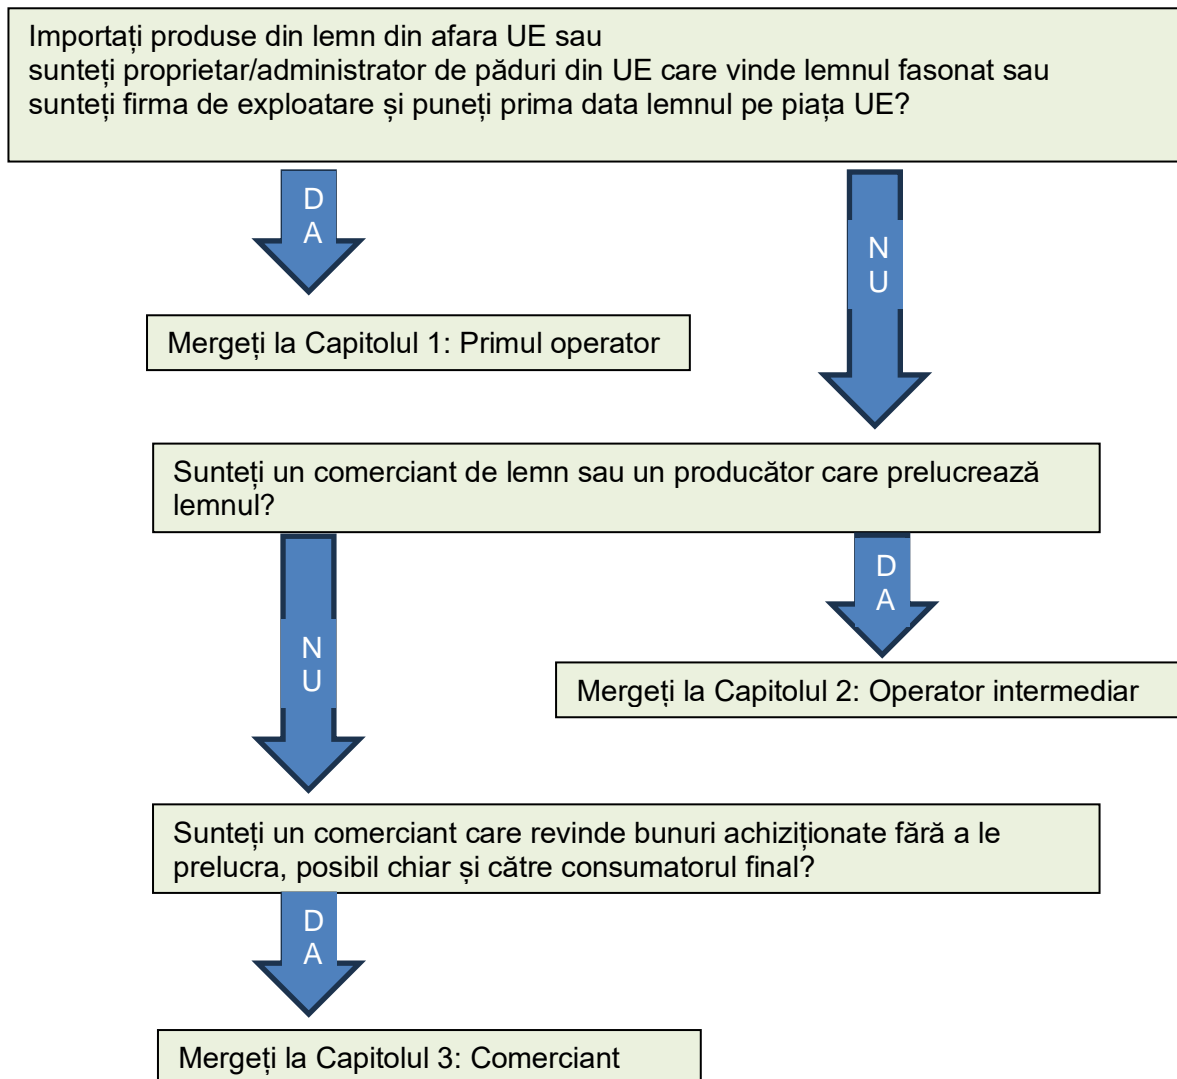 Importați produse din lemn din afara UE sau
sunteți proprietar/administrator de păduri din UE care vinde lemnul fasonat sau
sunteți firma de exploatare și puneți prima data lemnul pe piața UE?
D
A
N
U
Mergeți la Capitolul 1: Primul operator
Sunteți un comerciant de lemn sau un producător care prelucrează
lemnul?
D
A
N
U
Mergeți la Capitolul 2: Operator intermediar
Sunteți un comerciant care revinde bunuri achiziționate fără a le
prelucra, posibil chiar și către consumatorul final?
D
A
Mergeți la Capitolul 3: Comerciant